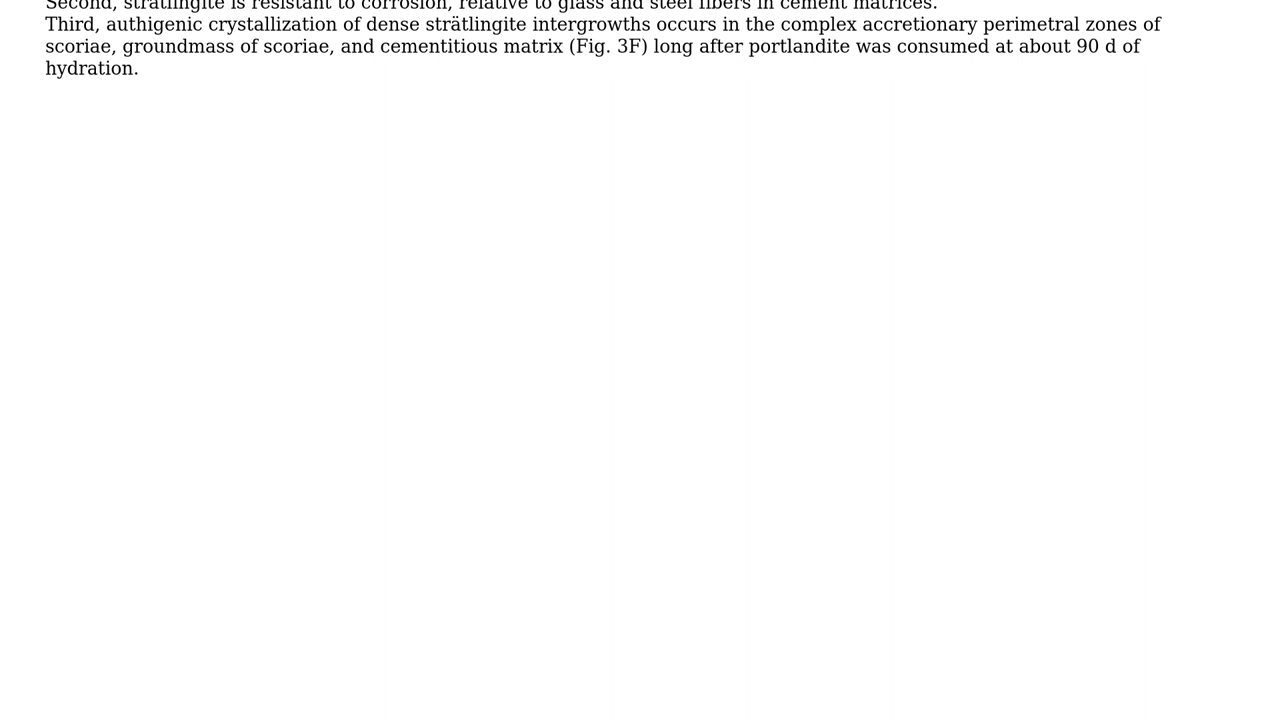 Second, strätlingite is resistant to corrosion, relative to glass and steel fibers in cement matrices.
Third, authigenic crystallization of dense strätlingite intergrowths occurs in the complex accretionary perimetral zones of
scoriae, groundmass of scoriae, and cementitious matrix (Fig. 3F) long after portlandite was consumed at about 90 d of
hydration.